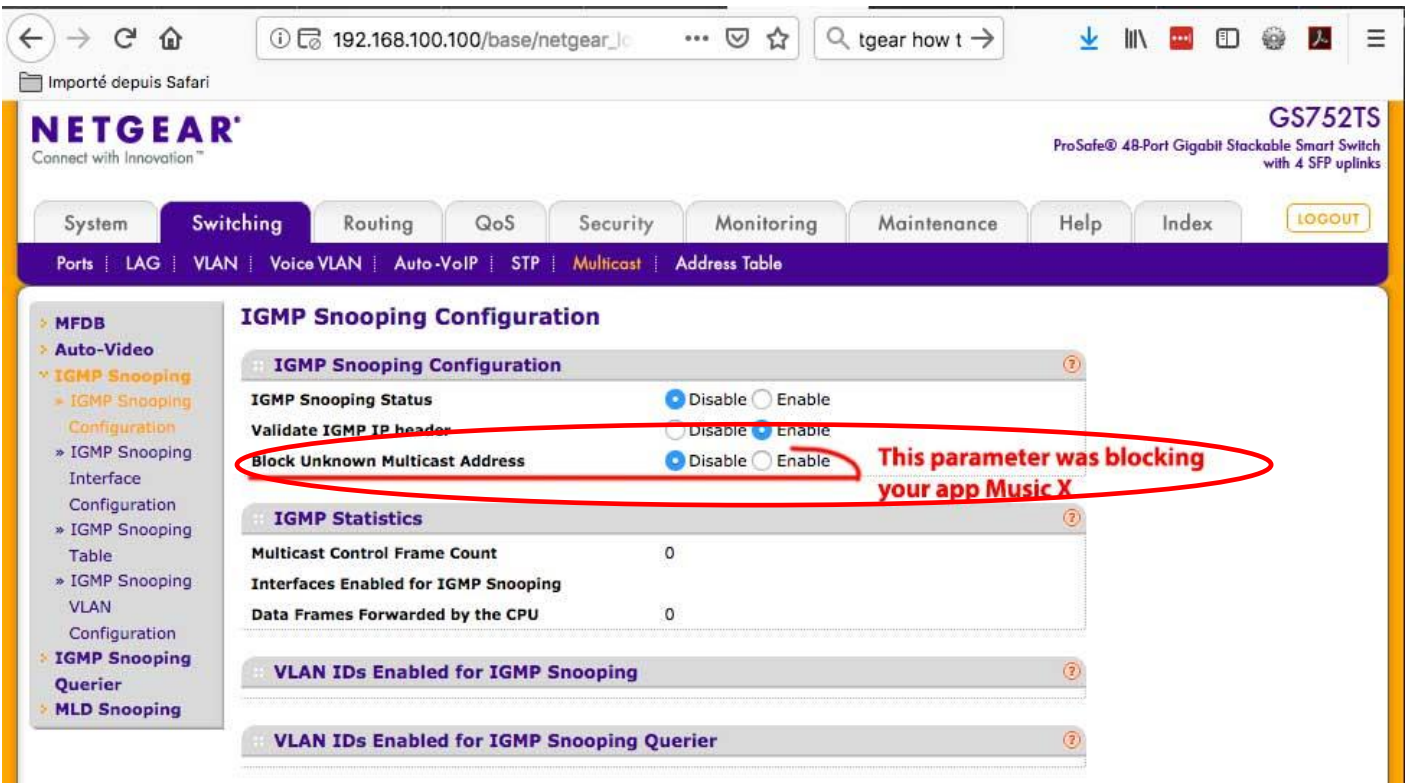 192.168.100.100/base/netgear_
tgear how t
Importé depuis Safari
NETGEAR®
Connect with Innovation™
GS752TS
ProSafe® 48-Port Gigabit Stackable Smart Switch
with 4 SFP uplinks
System Switching Routing QoS Security Monitoring Maintenance Help Index LOGOUT
Ports LAG VLAN Voice VLAN Auto-VoIP STP Multicast Address Table
MFDB
Auto-Video
IGMP Snooping
» IGMP Snooping
Configuration
» IGMP Snooping
Interface
Configuration
» IGMP Snooping
Table
» IGMP Snooping
VLAN
Configuration
IGMP Snooping
Querier
MLD Snooping
IGMP Snooping Configuration
IGMP Snooping Configuration ?
IGMP Snooping Status Disable Enable
Validate IGMP IP header Disable Enable
Block Unknown Multicast Address Disable Enable
This parameter was blocking
your app Music X
IGMP Statistics ?
Multicast Control Frame Count 0
Interfaces Enabled for IGMP Snooping
Data Frames Forwarded by the CPU 0
VLAN IDs Enabled for IGMP Snooping ?
VLAN IDs Enabled for IGMP Snooping Querier ?